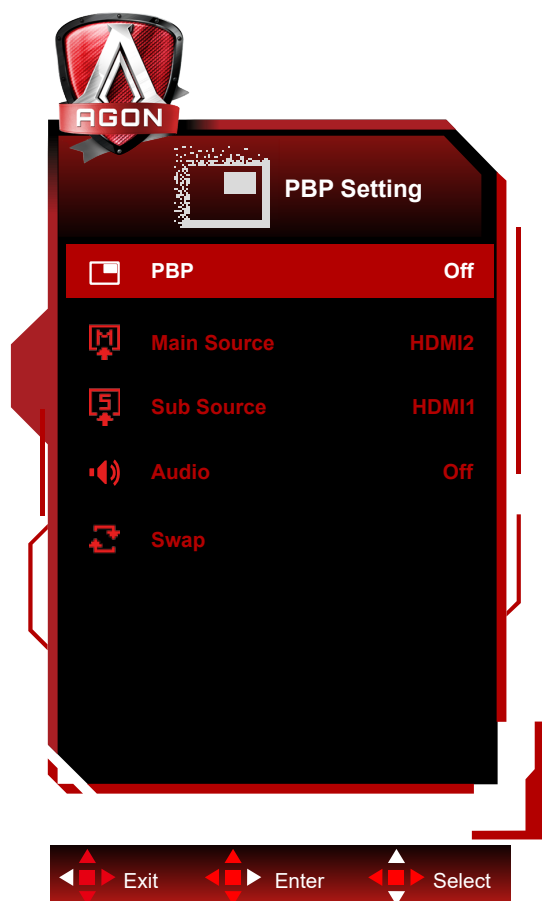 AGON
PBP Setting
PBP Off
Main Source HDMI2
Sub Source HDMI1
Audio Off
Swap
Exit Enter Select